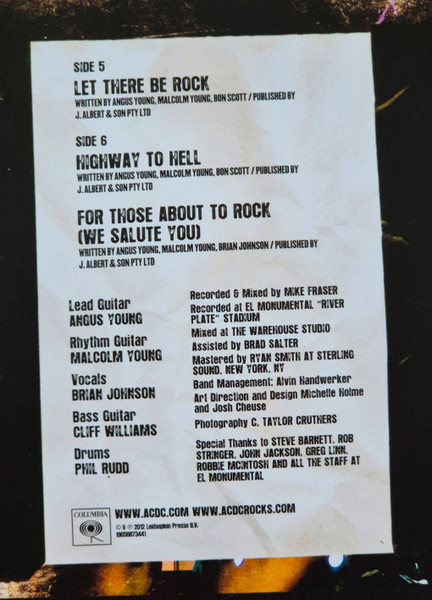 SIDE 5
LET THERE BE ROCK
WRITTEN BY ANGUS YOUNG, MALCOLM YOUNG, BON SCOTT / PUBLISHED BY
J. ALBERT & SON PTY LTD
SIDE 6
HIGHWAY TO HELL
WRITTEN BY ANGUS YOUNG, MALCOLM YOUNG, BON SCOTT / PUBLISHED BY
J. ALBERT & SON PTY LTD
FOR THOSE ABOUT TO ROCK
(WE SALUTE YOU)
WRITTEN BY ANGUS YOUNG, MALCOLM YOUNG, BRIAN JOHNSON / PUBLISHED BY
J. ALBERT & SON PTY LTD
Lead Guitar
ANGUS YOUNG
Rhythm Guitar
MALCOLM YOUNG
Vocals
BRIAN JOHNSON
Bass Guitar
CLIFF WILLIAMS
Drums
PHIL RUDD
Recorded & Mixed by MIKE FRASER
Recorded at EL MONUMENTAL "RIVER
PLATE" STADIUM
Mixed at THE WAREHOUSE STUDIO
Assisted by BRAD SALTER
Mastered by RYAN SMITH AT STERLING
SOUND, NEW YORK, NY
Band Management: Alvin Handwerker
Art Direction and Design Michelle Holme
and Josh Cheuse
Photography C. TAYLOR CRUTHERS
Special Thanks to STEVE BARNETT, ROB
STRINGER, JOHN JACKSON, GREG LINN,
ROBBIE MCINTOSH AND ALL THE STAFF AT
EL MONUMENTAL
COLUMBIA
WWW.ACDC.COM WWW.ACDCROCKS.COM
© & ℗ 2012 Leidseplein Presse B.V.
19658873441